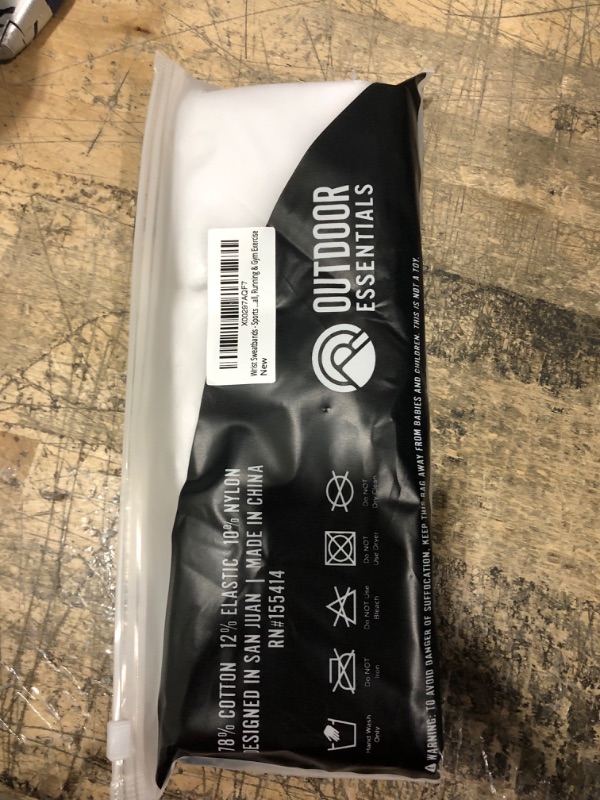 OUTDOOR
ESSENTIALS
X00297AQF7
Wrist Sweatbands - Sports ...all, Running & Gym Exercise
New
78% COTTON 12% ELASTIC 10% NYLON
DESIGNED IN SAN JUAN | MADE IN CHINA
RN#155414
Hand Wash
Only
Do NOT
Iron
Do NOT Use
Bleach
Do NOT
Use Dryer
Do NOT
Dry Clean
WARNING: TO AVOID DANGER OF SUFFOCATION, KEEP THIS BAG AWAY FROM BABIES AND CHILDREN. THIS IS NOT A TOY.